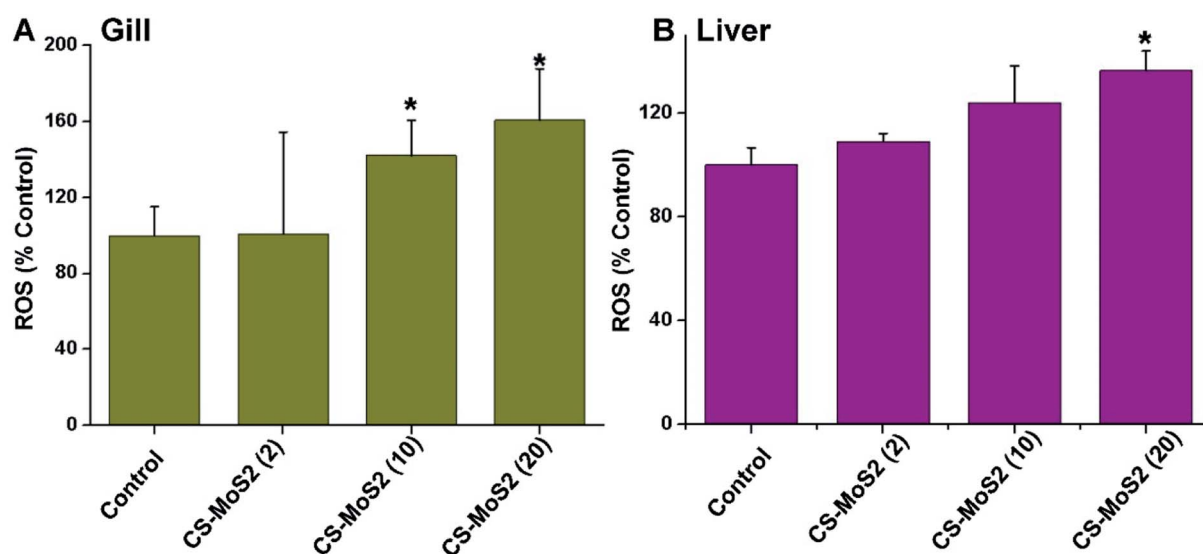 A Gill
ROS (% Control)
200
160
120
80
40
0
*
*
Control
CS-MoS2 (2)
CS-MoS2 (10)
CS-MoS2 (20)
B Liver
ROS (% Control)
120
80
40
0
*
Control
CS-MoS2 (2)
CS-MoS2 (10)
CS-MoS2 (20)